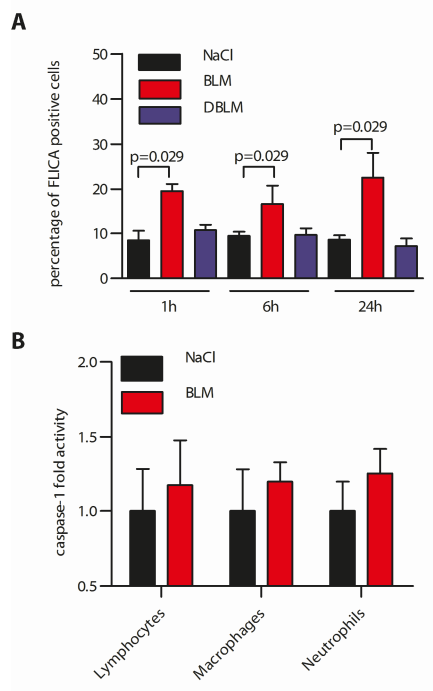 A
percentage of FLICA positive cells
50
40
30
20
10
0
NaCl
BLM
DBLM
p=0.029
p=0.029
p=0.029
1h
6h
24h
B
caspase-1 fold activity
2.0
1.5
1.0
0.5
NaCl
BLM
Lymphocytes
Macrophages
Neutrophils